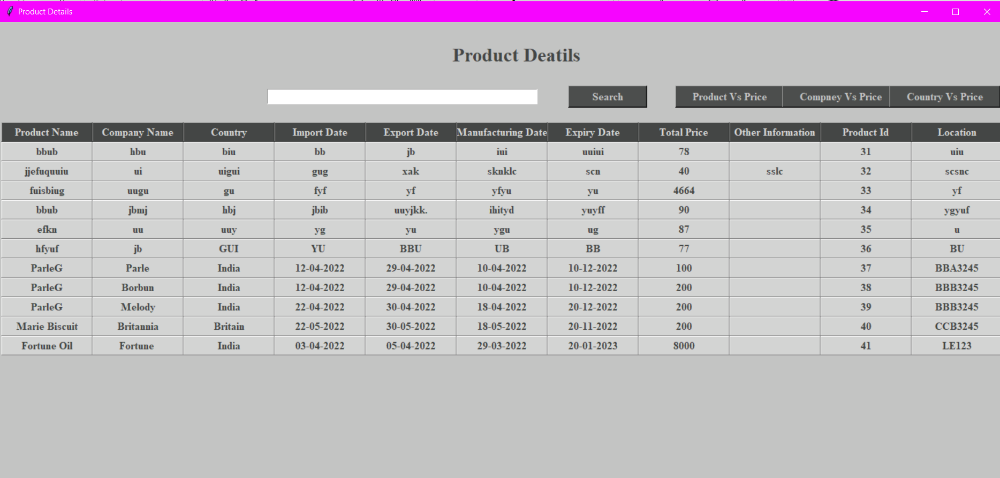 Product Details
Product Deatils
Search Product Vs Price Compney Vs Price Country Vs Price
Product Name Company Name Country Import Date Export Date Manufacturing Date Expiry Date Total Price Other Information Product Id Location
bbub hbu biu bb jb iui uuiui 78 31 uiu
jjefuquuiu ui uigui gug xak sknklc scn 40 sslc 32 scsnc
fuisbiug uugu gu fyf yf yfyu yu 4664 33 yf
bbub jbmj hbj jbib uuyjkk. ihityd yuyff 90 34 ygyuf
efkn uu uuy yg yu ygu ug 87 35 u
hfyuf jb GUI YU BBU UB BB 77 36 BU
ParleG Parle India 12-04-2022 29-04-2022 10-04-2022 10-12-2022 100 37 BBA3245
ParleG Borbun India 12-04-2022 29-04-2022 10-04-2022 10-12-2022 200 38 BBB3245
ParleG Melody India 22-04-2022 30-04-2022 18-04-2022 20-12-2022 200 39 BBB3245
Marie Biscuit Britannia Britain 22-05-2022 30-05-2022 18-05-2022 20-11-2022 200 40 CCB3245
Fortune Oil Fortune India 03-04-2022 05-04-2022 29-03-2022 20-01-2023 8000 41 LE123